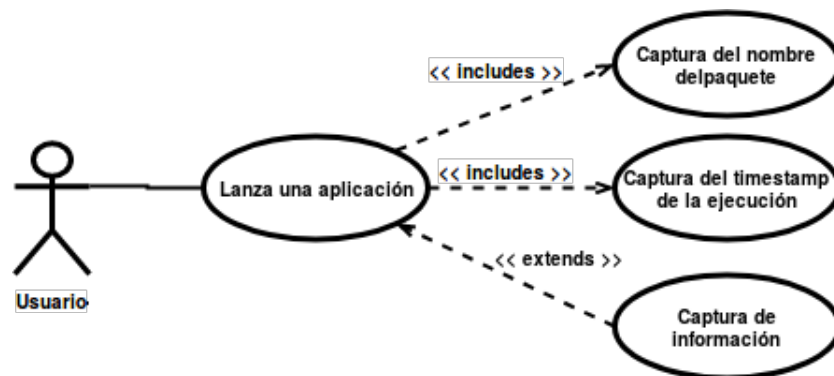 << includes >>
Captura del nombre
delpaquete
Lanza una aplicación
<< includes >>
Captura del timestamp
de la ejecución
<< extends >>
Usuario
Captura de
información